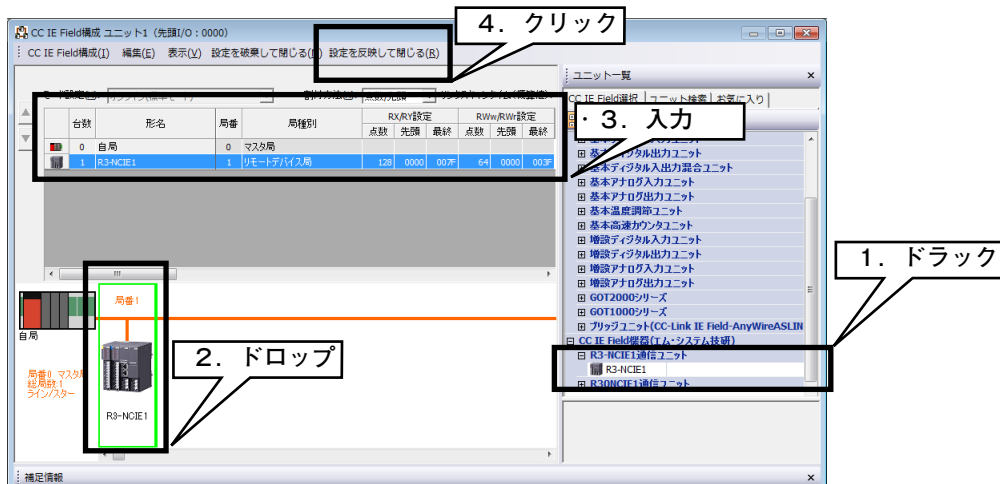 4. クリック
CC IE Field構成 ユニット1（先頭I/O：0000）
CC IE Field構成(I) 編集(E) 表示(V) 設定を破棄して閉じる 設定を反映して閉じる(R)
ユニット一覧
CC IE Field選択 ユニット検索 お気に入り
・3. 入力
台数 形名 局番 局種別 RX/RY設定 RWw/RWr設定
点数 先頭 最終 点数 先頭 最終
0 自局 0 マスタ局
1 R3-NCIE1 1 リモートデバイス局 128 0000 007F 64 0000 003F
基本ディジタル出力ユニット
基本ディジタル入出力混合ユニット
基本アナログ入力ユニット
基本アナログ出力ユニット
基本温度調節ユニット
基本高速カウンタユニット
増設ディジタル入力ユニット
増設ディジタル出力ユニット
増設アナログ入力ユニット
増設アナログ出力ユニット
GOT2000シリーズ
GOT1000シリーズ
ブリッジユニット(CC-Link IE Field-AnyWireASLIN
CC IE Field機器(エム・システム技研)
R3-NCIE1通信ユニット
R3-NCIE1
R30NCIE1通信ユニット
1. ドラック
局番1
自局
2. ドロップ
局番0 マスタ局
総局数:1
ライン/スター
R3-NCIE1
補足情報